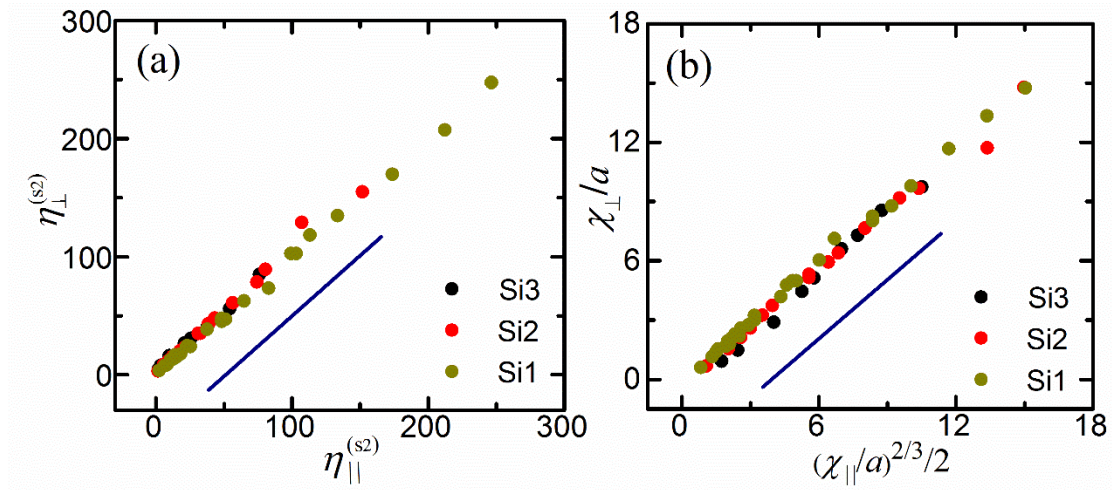 (a)
300
200
100
0
η⊥(s2)
0
100
200
300
η||(s2)
Si3
Si2
Si1
(b)
18
12
6
0
χ⊥/a
0
6
12
18
(χ||/a)2/3/2
Si3
Si2
Si1